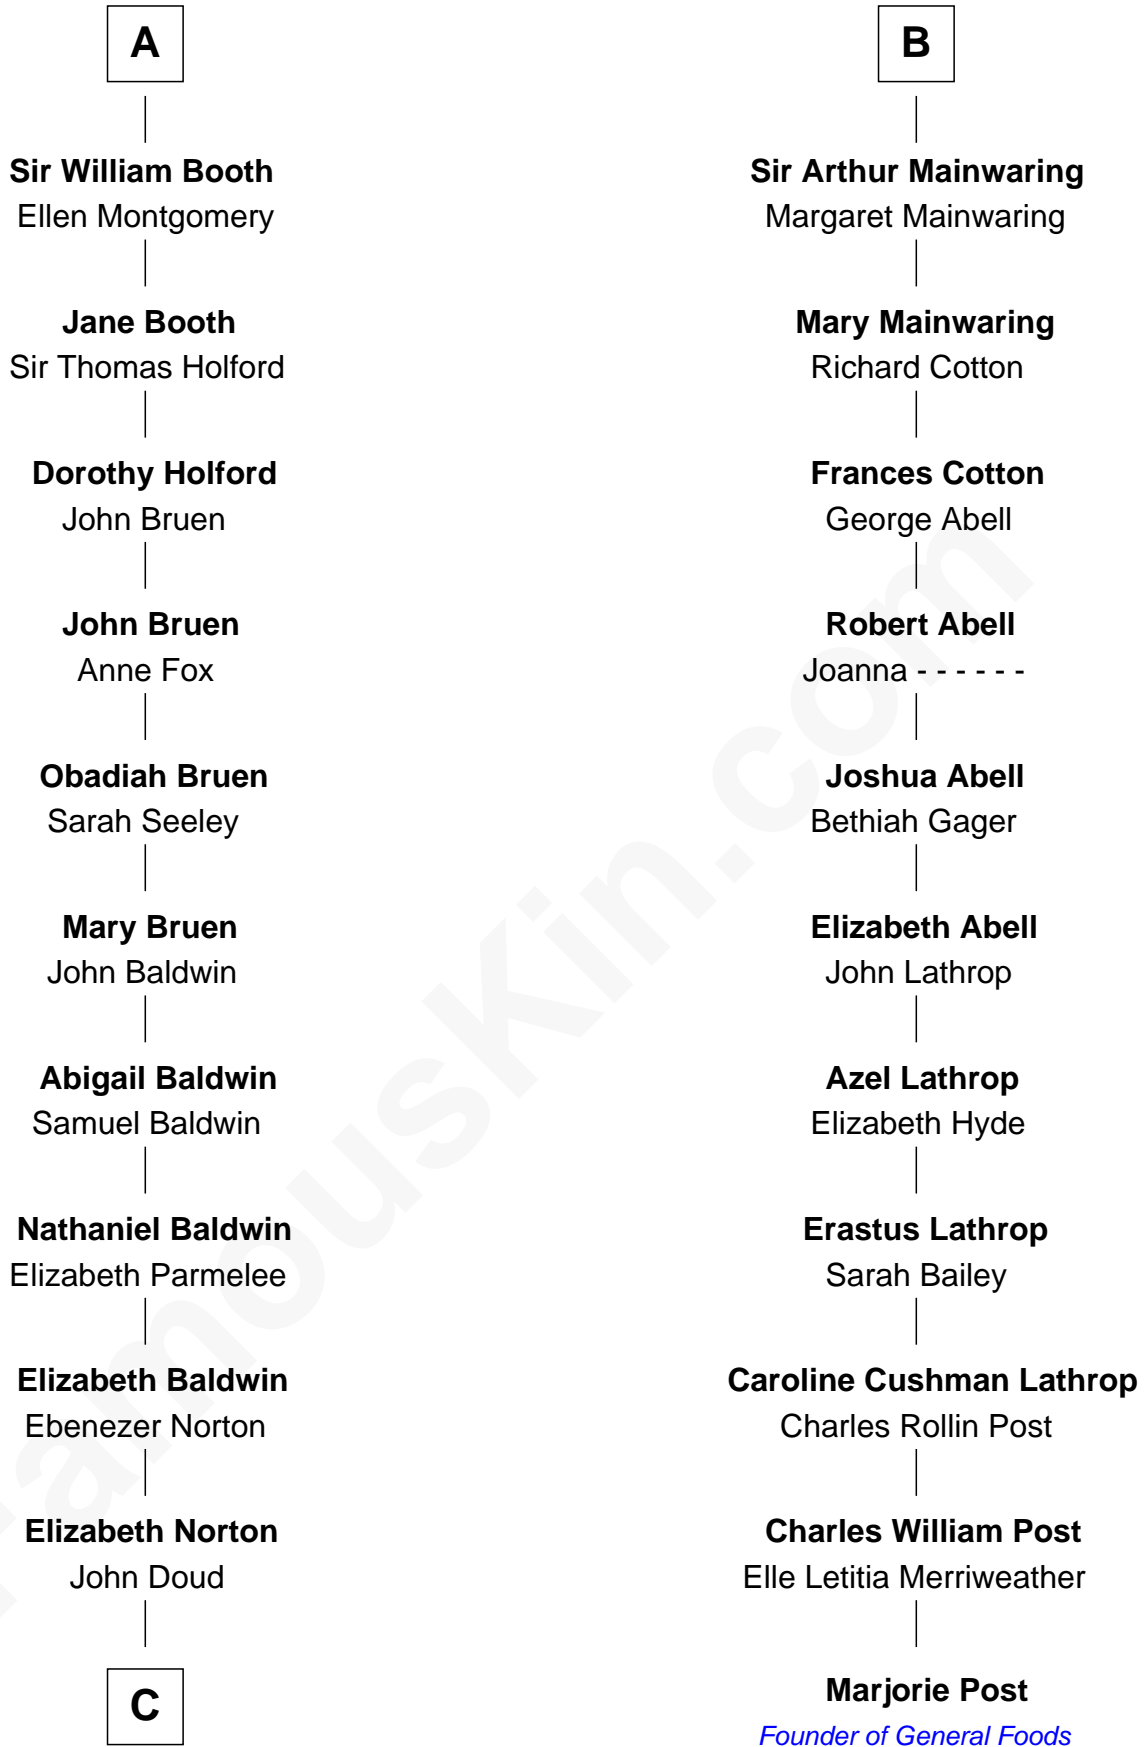 A
Sir William Booth
Ellen Montgomery
Jane Booth
Sir Thomas Holford
Dorothy Holford
John Bruen
John Bruen
Anne Fox
Obadiah Bruen
Sarah Seeley
Mary Bruen
John Baldwin
Abigail Baldwin
Samuel Baldwin
Nathaniel Baldwin
Elizabeth Parmelee
Elizabeth Baldwin
Ebenezer Norton
Elizabeth Norton
John Doud
C
B
Sir Arthur Mainwaring
Margaret Mainwaring
Mary Mainwaring
Richard Cotton
Frances Cotton
George Abell
Robert Abell
Joanna - - - - - -
Joshua Abell
Bethiah Gager
Elizabeth Abell
John Lathrop
Azel Lathrop
Elizabeth Hyde
Erastus Lathrop
Sarah Bailey
Caroline Cushman Lathrop
Charles Rollin Post
Charles William Post
Elle Letitia Merriweather
Marjorie Post
Founder of General Foods
FamousKin.com